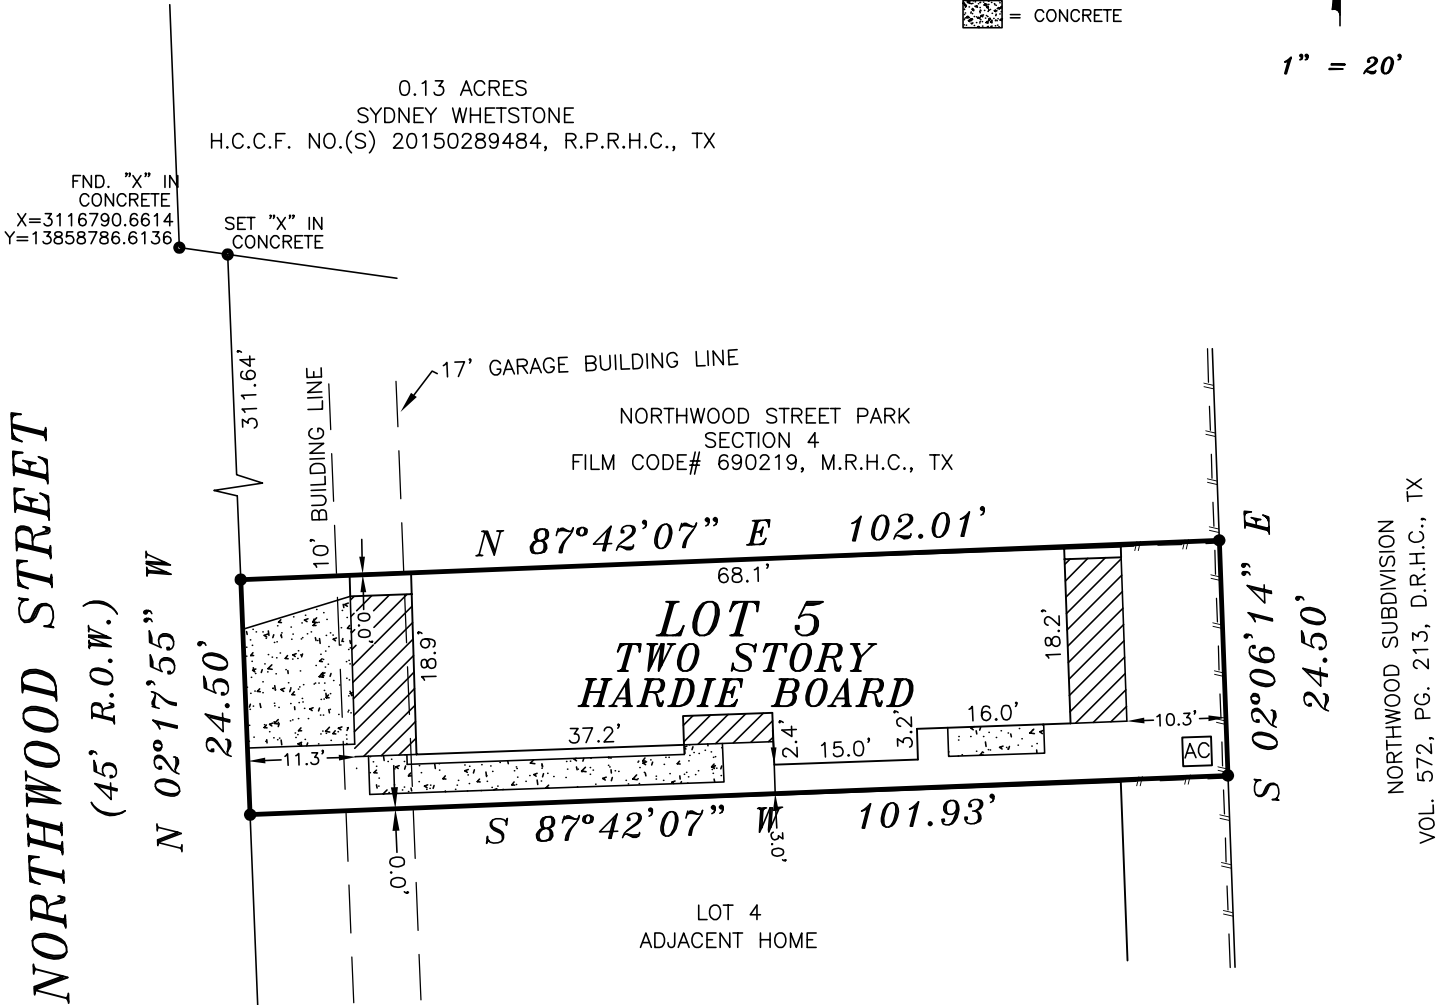 = CONCRETE
1" = 20'
0.13 ACRES
SYDNEY WHETSTONE
H.C.C.F. NO.(S) 20150289484, R.P.R.H.C., TX
FND. "X" IN
CONCRETE
X=3116790.6614
Y=13858786.6136
SET "X" IN
CONCRETE
311.64'
10' BUILDING LINE
17' GARAGE BUILDING LINE
NORTHWOOD STREET PARK
SECTION 4
FILM CODE# 690219, M.R.H.C., TX
N 87°42'07" E 102.01'
NORTHWOOD STREET
(45' R.O.W.)
N 02°17'55" W
24.50'
0.0'
18.9'
68.1'
LOT 5
TWO STORY
HARDIE BOARD
18.2'
37.2'
2.4'
15.0'
3.2'
16.0'
10.3'
11.3'
AC
S 02°06'14" E
24.50'
NORTHWOOD SUBDIVISION
VOL. 572, PG. 213, D.R.H.C., TX
S 87°42'07" W 101.93'
0.0'
3.0'
LOT 4
ADJACENT HOME